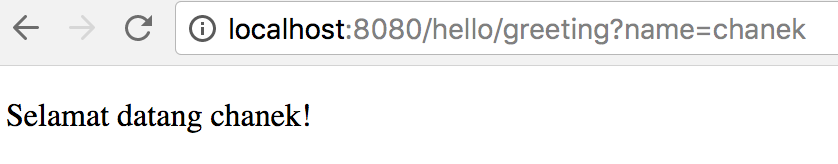 localhost:8080/hello/greeting?name=chanek
Selamat datang chanek!